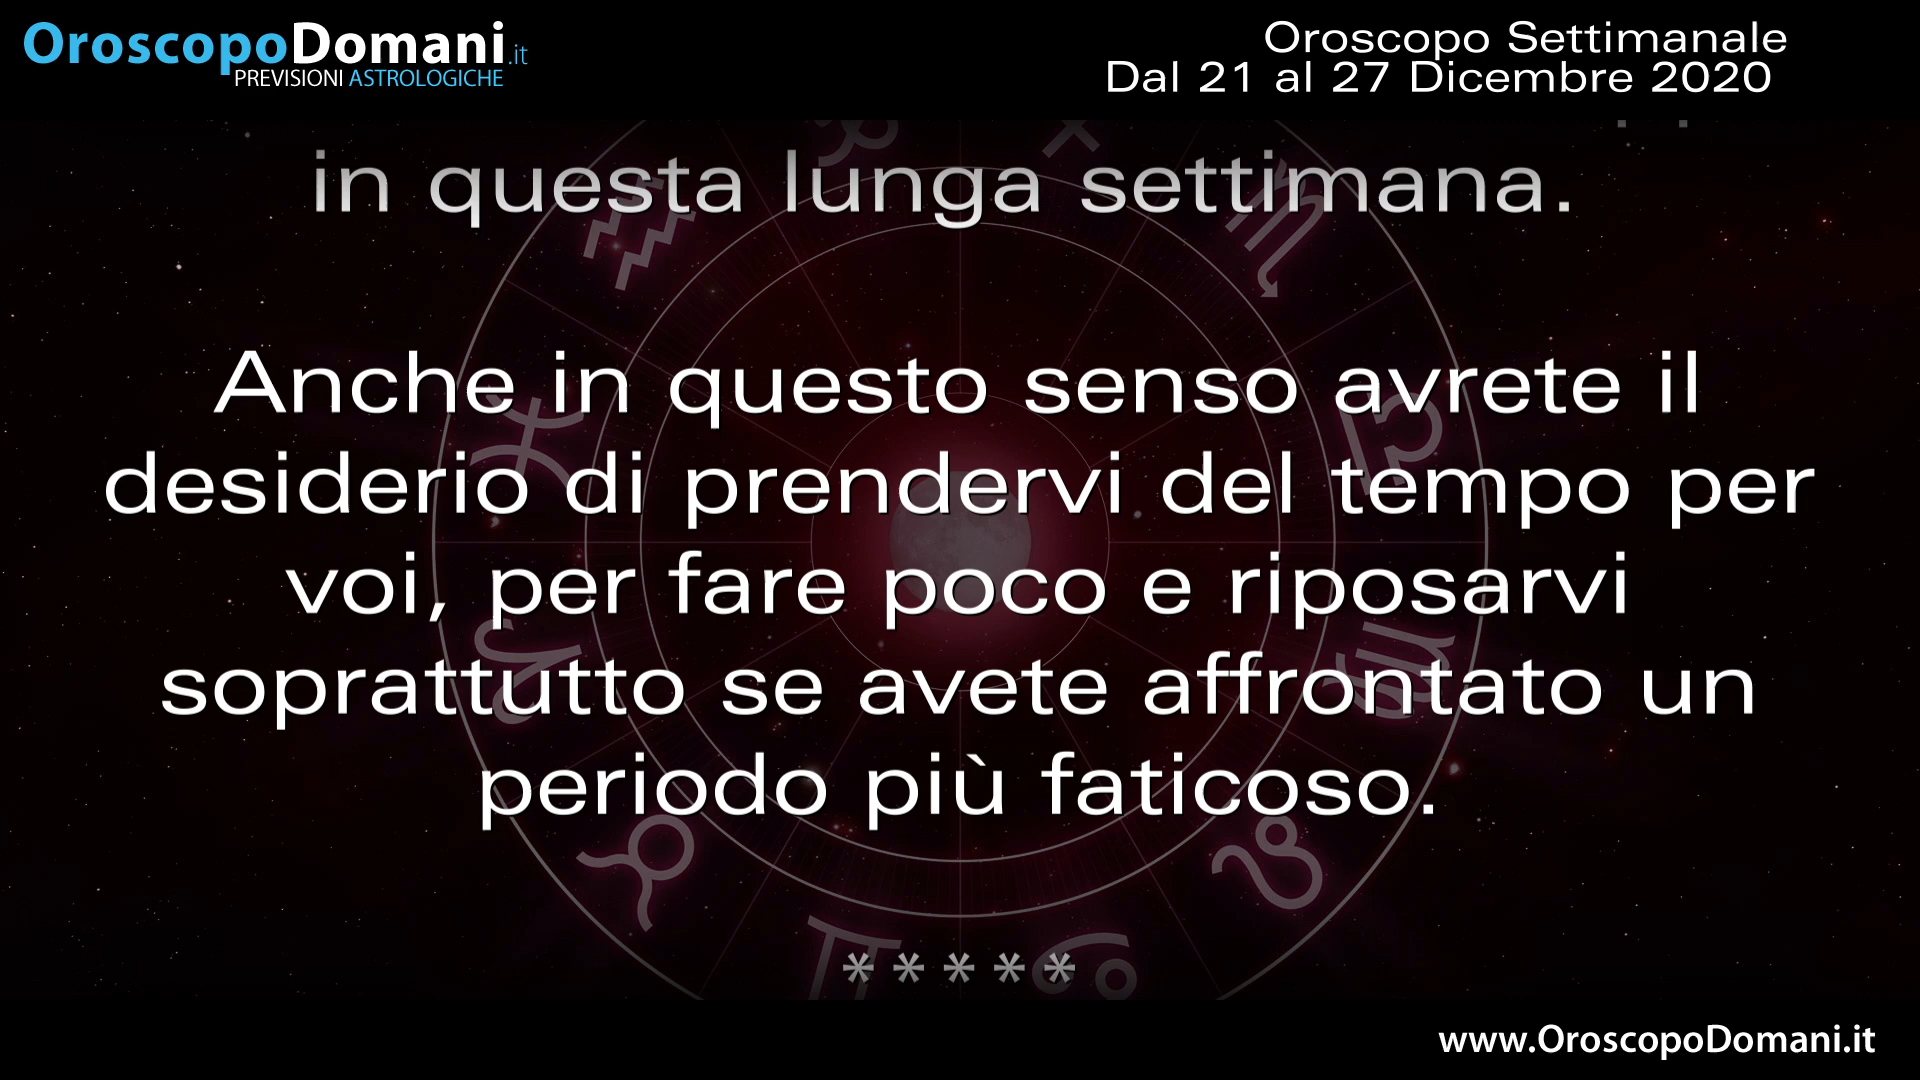 OroscopoDomani.it
PREVISIONI ASTROLOGICHE
Oroscopo Settimanale
Dal 21 al 27 Dicembre 2020
in questa lunga settimana.
Anche in questo senso avrete il
desiderio di prendervi del tempo per
voi, per fare poco e riposarvi
soprattutto se avete affrontato un
periodo più faticoso.
*****
www.OroscopoDomani.it